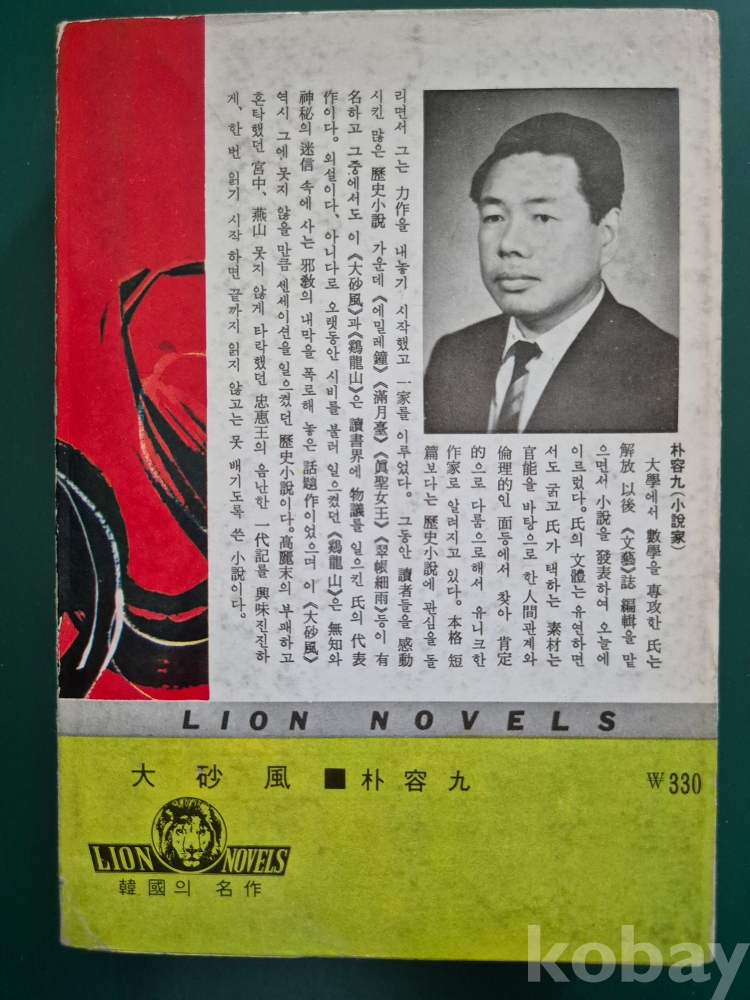 朴容九(小說家)
大學에서 數學을 專攻한 氏는
解放 以後 《文藝》誌 編輯을 맡
으면서 小說을 發表하여 오늘에
이르렀다。氏의 文體는 유연하면
서도 굵고 氏가 택하는 素材는
官能을 바탕으로 한 人間관계와
倫理的인 面등에서 찾아 肯定
的으로 다룸으로해서 유니크한
作家로 알려지고 있다。本格 短
篇보다는 歷史小說에 관심을 돌
리면서 그는 力作을 내놓기 시작했고 一家를 이루었다。그동안 讀者들을 感動
시킨 많은 歷史小說 가운데 《에밀레鐘》《滿月臺》《眞聖女王》《翠帳細雨》등이 有
名하고 그중에서도 이 《大砂風》과 《鷄龍山》은 讀書界에 物議를 일으킨 氏의 代表
作이다。외설이다、아니다로 오랫동안 시비를 불러 일으켰던 《鷄龍山》은 無知와
神秘의 迷信 속에 사는 邪敎의 내막을 폭로해 놓은 話題作이었으며 이 《大砂風》
역시 그에 못지 않을 만큼 센세이션을 일으켰던 歷史小說이다。高麗末의 부패하고
혼탁했던 宮中、燕山 못지 않게 타락했던 忠惠王의 음난한 一代記를 興味진진하
게、한 번 읽기 시작 하면 끝까지 읽지 않고는 못 배기도록 쓴 小說이다。
LION NOVELS
大砂風 ■ 朴容九
₩330
LION NOVELS
韓國의 名作
kobay